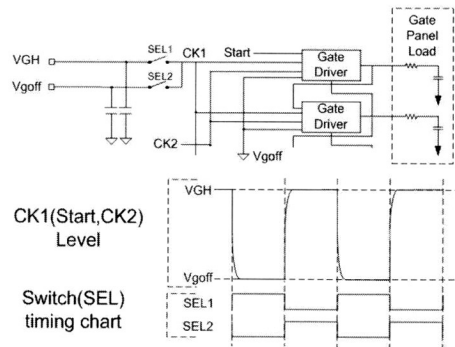 SEL1
CK1
Start
VGH
Gate
Driver
Gate
Panel
Load
SEL2
Vgoff
Gate
Driver
CK2
Vgoff
VGH
CK1(Start,CK2)
Level
Vgoff
Switch(SEL)
timing chart
SEL1
SEL2